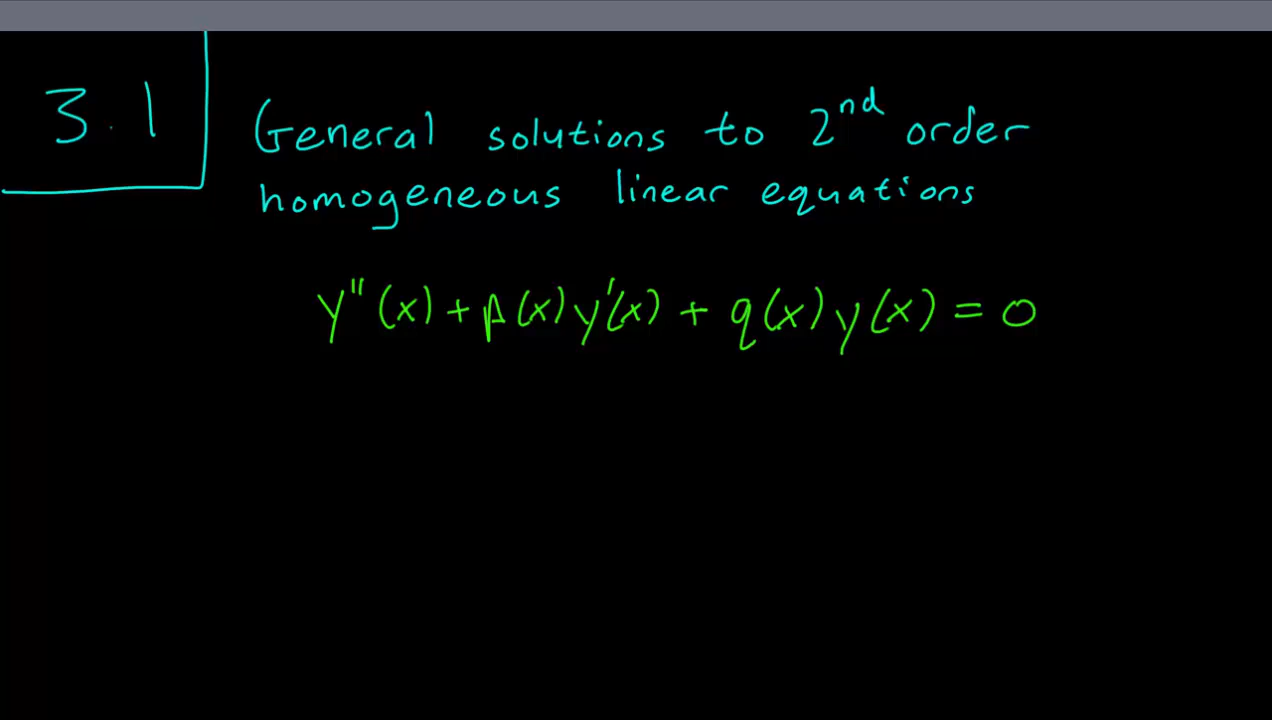 3.1
General solutions to 2nd order
homogeneous linear equations
y''(x) + p(x)y'(x) + q(x)y(x) = 0